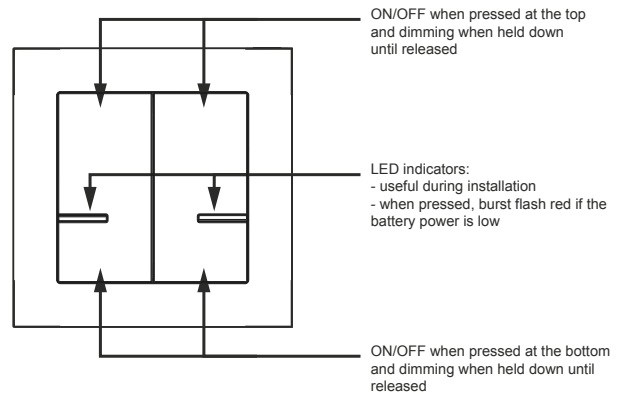 ON/OFF when pressed at the top
and dimming when held down
until released
LED indicators:
- useful during installation
- when pressed, burst flash red if the
battery power is low
ON/OFF when pressed at the bottom
and dimming when held down until
released